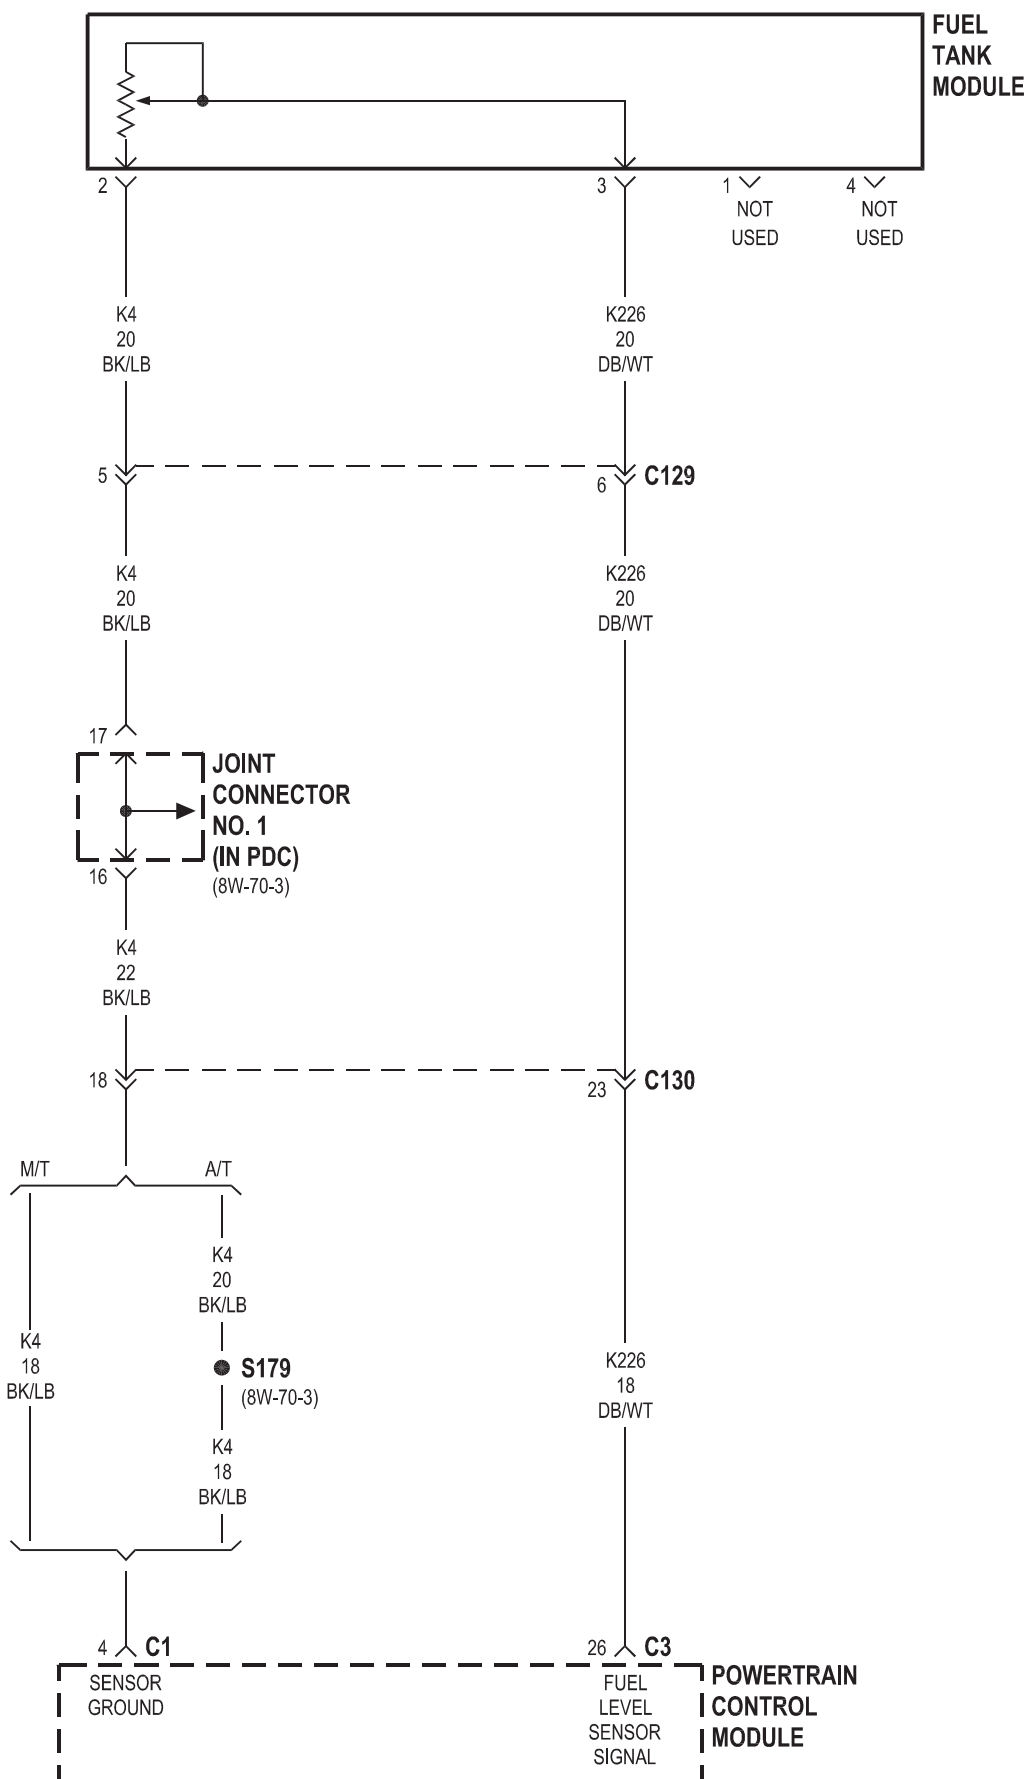 FUEL
TANK
MODULE
2
3
1
4
NOT
USED
NOT
USED
K4
20
BK/LB
K226
20
DB/WT
5
6
C129
K4
20
BK/LB
K226
20
DB/WT
17
JOINT
CONNECTOR
NO. 1
(IN PDC)
(8W-70-3)
16
K4
22
BK/LB
18
23
C130
M/T
A/T
K4
20
BK/LB
K4
18
BK/LB
S179
(8W-70-3)
K226
18
DB/WT
K4
18
BK/LB
4
C1
26
C3
SENSOR
GROUND
FUEL
LEVEL
SENSOR
SIGNAL
POWERTRAIN
CONTROL
MODULE